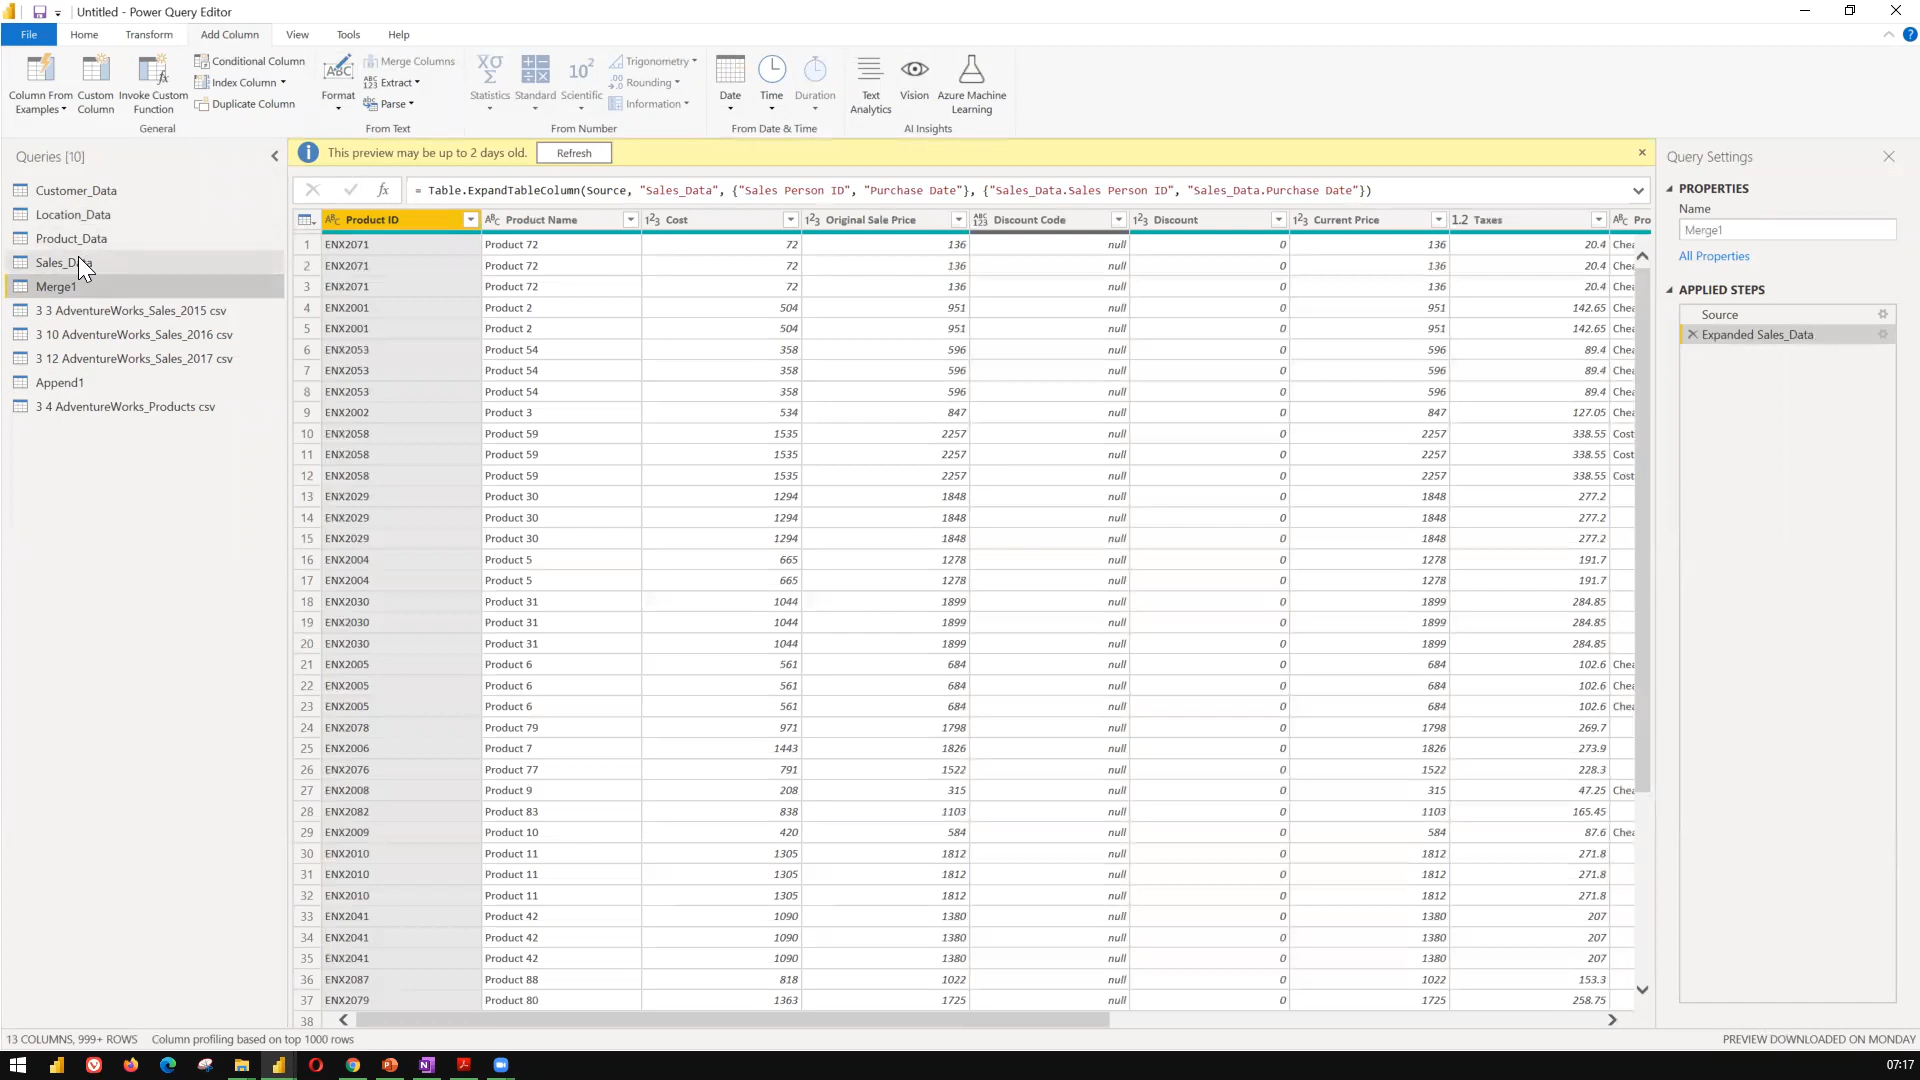 Untitled - Power Query Editor
File Home Transform Add Column View Tools Help
Column From Examples
Custom Column
Invoke Custom Function
Conditional Column
Index Column
Duplicate Column
General
Format
Merge Columns
Extract
Parse
From Text
Statistics
Standard
Scientific
Trigonometry
Rounding
Information
From Number
Date
Time
Duration
From Date & Time
Text Analytics
Vision
Azure Machine Learning
AI Insights
Queries [10]
Customer_Data
Location_Data
Product_Data
Merge1
3 3 AdventureWorks_Sales_2015 csv
3 10 AdventureWorks_Sales_2016 csv
3 12 AdventureWorks_Sales_2017 csv
Append1
3 4 AdventureWorks_Products csv
This preview may be up to 2 days old. Refresh
= Table.ExpandTableColumn(Source, "Sales_Data", {"Sales Person ID", "Purchase Date"}, {"Sales_Data.Sales Person ID", "Sales_Data.Purchase Date"})
Product ID Product Name Cost Original Sale Price Discount Code Discount Current Price Taxes Pro
1 ENX2071 Product 72 72 136 null 0 136 20.4
2 ENX2071 Product 72 72 136 null 0 136 20.4
3 ENX2071 Product 72 72 136 null 0 136 20.4
4 ENX2001 Product 2 504 951 null 0 951 142.65
5 ENX2001 Product 2 504 951 null 0 951 142.65
6 ENX2053 Product 54 358 596 null 0 596 89.4
7 ENX2053 Product 54 358 596 null 0 596 89.4
8 ENX2053 Product 54 358 596 null 0 596 89.4
9 ENX2002 Product 3 534 847 null 0 847 127.05
10 ENX2058 Product 59 1535 2257 null 0 2257 338.55 Cost
11 ENX2058 Product 59 1535 2257 null 0 2257 338.55 Cost
12 ENX2058 Product 59 1535 2257 null 0 2257 338.55 Cost
13 ENX2029 Product 30 1294 1848 null 0 1848 277.2
14 ENX2029 Product 30 1294 1848 null 0 1848 277.2
15 ENX2029 Product 30 1294 1848 null 0 1848 277.2
16 ENX2004 Product 5 665 1278 null 0 1278 191.7
17 ENX2004 Product 5 665 1278 null 0 1278 191.7
18 ENX2030 Product 31 1044 1899 null 0 1899 284.85
19 ENX2030 Product 31 1044 1899 null 0 1899 284.85
20 ENX2030 Product 31 1044 1899 null 0 1899 284.85
21 ENX2005 Product 6 561 684 null 0 684 102.6
22 ENX2005 Product 6 561 684 null 0 684 102.6
23 ENX2005 Product 6 561 684 null 0 684 102.6
24 ENX2078 Product 79 971 1798 null 0 1798 269.7
25 ENX2006 Product 7 1443 1826 null 0 1826 273.9
26 ENX2076 Product 77 791 1522 null 0 1522 228.3
27 ENX2008 Product 9 208 315 null 0 315 47.25
28 ENX2082 Product 83 838 1103 null 0 1103 165.45
29 ENX2009 Product 10 420 584 null 0 584 87.6
30 ENX2010 Product 11 1305 1812 null 0 1812 271.8
31 ENX2010 Product 11 1305 1812 null 0 1812 271.8
32 ENX2010 Product 11 1305 1812 null 0 1812 271.8
33 ENX2041 Product 42 1090 1380 null 0 1380 207
34 ENX2041 Product 42 1090 1380 null 0 1380 207
35 ENX2041 Product 42 1090 1380 null 0 1380 207
36 ENX2087 Product 88 818 1022 null 0 1022 153.3
37 ENX2079 Product 80 1363 1725 null 0 1725 258.75
38
Query Settings
PROPERTIES
Name
Merge1
All Properties
APPLIED STEPS
Source
Expanded Sales_Data
13 COLUMNS, 999+ ROWS Column profiling based on top 1000 rows PREVIEW DOWNLOADED ON MONDAY
07:17